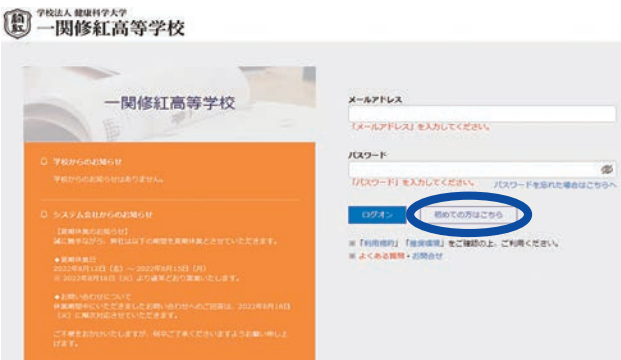 学校法人 健康科学大学
一関修紅高等学校
一関修紅高等学校
学校からのお知らせ
学校からのお知らせはありません。
システム会社からのお知らせ
【夏期休業のお知らせ】
誠に勝手ながら、弊社は以下の期間を夏期休業とさせていただきます。
◆夏期休業日
2022年8月13日（土）～2022年8月15日（月）
※ 2022年8月16日（火）より通常どおり営業いたします。
◆お問い合わせについて
休業期間中にいただきましたお問い合わせへのご回答は、2022年8月16日
（火）に順次対応させていただきます。
ご不便をおかけいたしますが、何卒ご了承くださいますようお願い申し上
げます。
メールアドレス
「メールアドレス」を入力してください。
パスワード
「パスワード」を入力してください。
パスワードを忘れた場合はこちらへ
ログオン 初めての方はこちら
※「利用規約」「推奨環境」をご確認の上、ご利用ください。
※ よくある質問・お問合せ